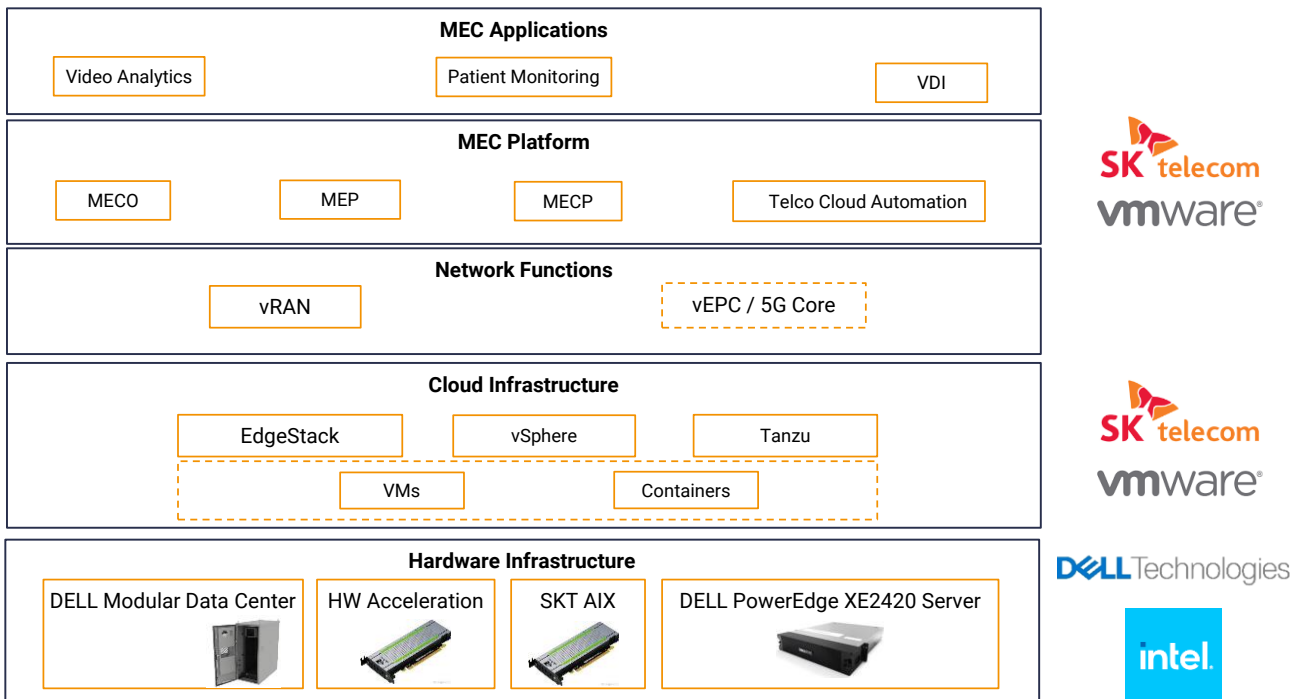 MEC Applications
Video Analytics
Patient Monitoring
VDI
MEC Platform
MECO
MEP
MECP
Telco Cloud Automation
SK telecom
vmware®
Network Functions
vRAN
vEPC / 5G Core
Cloud Infrastructure
EdgeStack
vSphere
Tanzu
VMs
Containers
SK telecom
vmware®
Hardware Infrastructure
DELL Modular Data Center
HW Acceleration
SKT AIX
DELL PowerEdge XE2420 Server
DELL Technologies
intel.